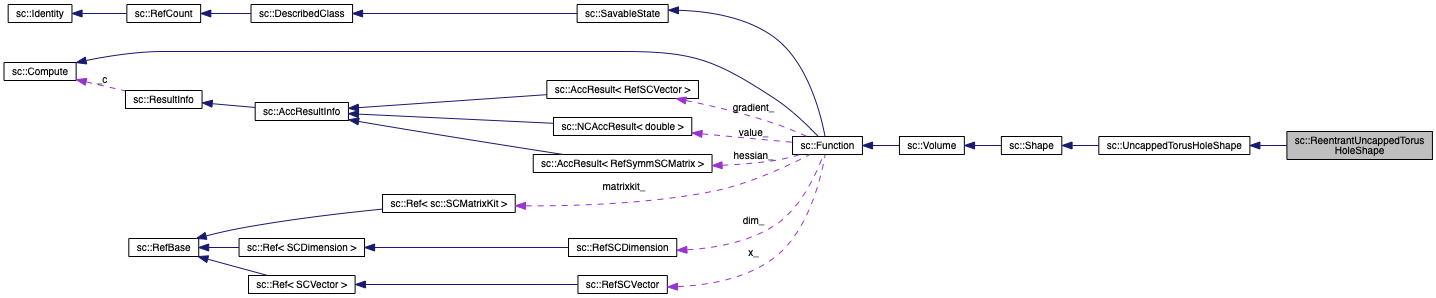 sc::Identity
sc::RefCount
sc::DescribedClass
sc::SavableState
sc::Compute
_c
sc::ResultInfo
sc::AccResultInfo
sc::AccResult< RefSCVector >
gradient_
sc::NCAccResult< double >
value_
sc::AccResult< RefSymmSCMatrix >
hessian_
sc::Function
sc::Volume
sc::Shape
sc::UncappedTorusHoleShape
sc::ReentrantUncappedTorus
HoleShape
matrixkit_
sc::Ref< sc::SCMatrixKit >
sc::RefBase
sc::Ref< SCDimension >
sc::RefSCDimension
dim_
x_
sc::Ref< SCVector >
sc::RefSCVector